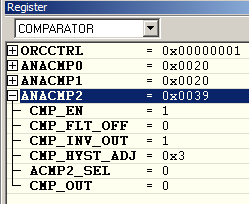 Register
COMPARATOR
ORCCTRL = 0x00000001
ANACMP0 = 0x0020
ANACMP1 = 0x0020
ANACMP2 = 0x0039
CMP_EN = 1
CMP_FLT_OFF = 0
CMP_INV_OUT = 1
CMP_HYST_ADJ = 0x3
ACMP2_SEL = 0
CMP_OUT = 0